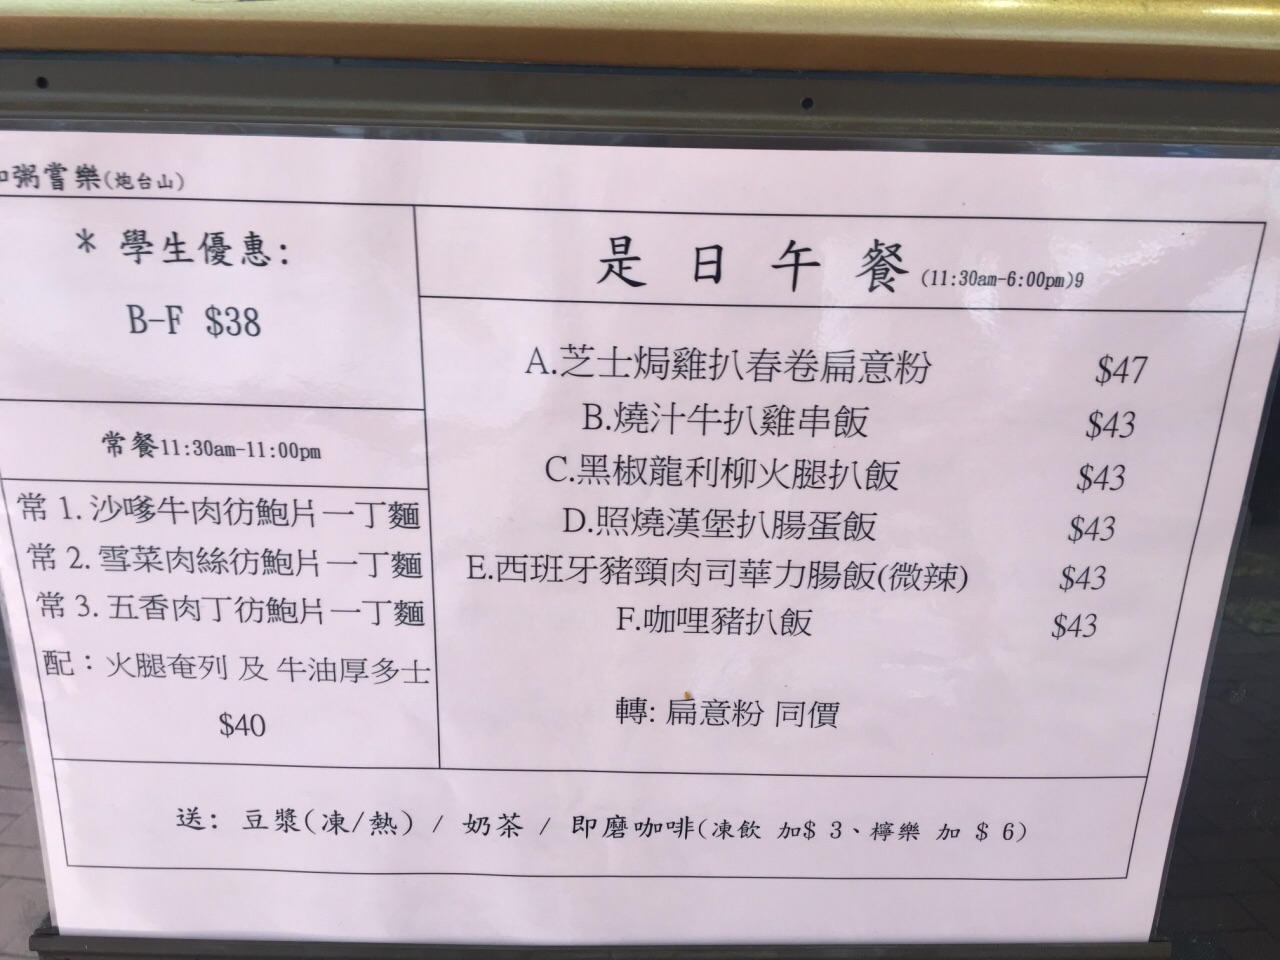 粥嘗樂(炮台山)
* 學生優惠:
B-F $38
常餐11:30am-11:00pm
常 1. 沙嗲牛肉彷鮑片一丁麵
常 2. 雪菜肉絲彷鮑片一丁麵
常 3. 五香肉丁彷鮑片一丁麵
配：火腿奄列 及 牛油厚多士
$40
是 日 午 餐 (11:30am-6:00pm)9
A.芝士焗雞扒春卷扁意粉 $47
B.燒汁牛扒雞串飯 $43
C.黑椒龍利柳火腿扒飯 $43
D.照燒漢堡扒腸蛋飯 $43
E.西班牙豬頸肉司華力腸飯(微辣) $43
F.咖哩豬扒飯 $43
轉: 扁意粉 同價
送: 豆漿(凍/熱) / 奶茶 / 即磨咖啡(凍飲 加$ 3、檸樂 加 $ 6)